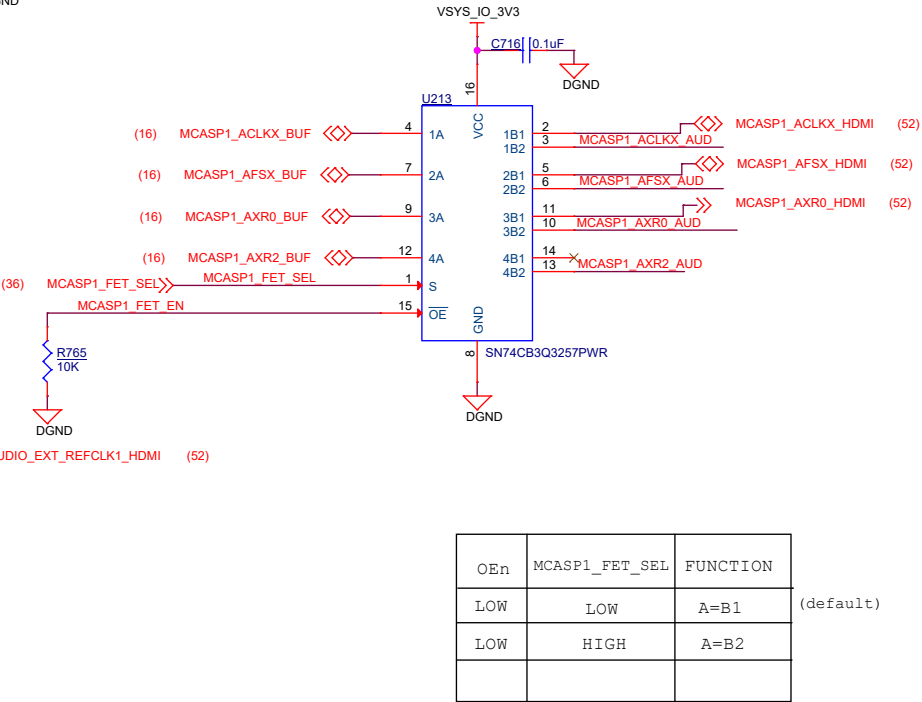 GND
VSYS_IO_3V3
C716 0.1uF
DGND
16
U213
VCC
(16) MCASP1_ACLKX_BUF 4 1A 1B1 2 MCASP1_ACLKX_HDMI (52)
1B2 3 MCASP1_ACLKX_AUD
(16) MCASP1_AFSX_BUF 7 2A 2B1 5 MCASP1_AFSX_HDMI (52)
2B2 6 MCASP1_AFSX_AUD
(16) MCASP1_AXR0_BUF 9 3A 3B1 11 MCASP1_AXR0_HDMI (52)
3B2 10 MCASP1_AXR0_AUD
(16) MCASP1_AXR2_BUF 12 4A 4B1 14
4B2 13 MCASP1_AXR2_AUD
(36) MCASP1_FET_SEL MCASP1_FET_SEL 1 S
MCASP1_FET_EN 15 OE
GND
8 SN74CB3Q3257PWR
R765
10K
DGND
DGND
UDIO_EXT_REFCLK1_HDMI (52)
OEn MCASP1_FET_SEL FUNCTION
LOW LOW A=B1 (default)
LOW HIGH A=B2